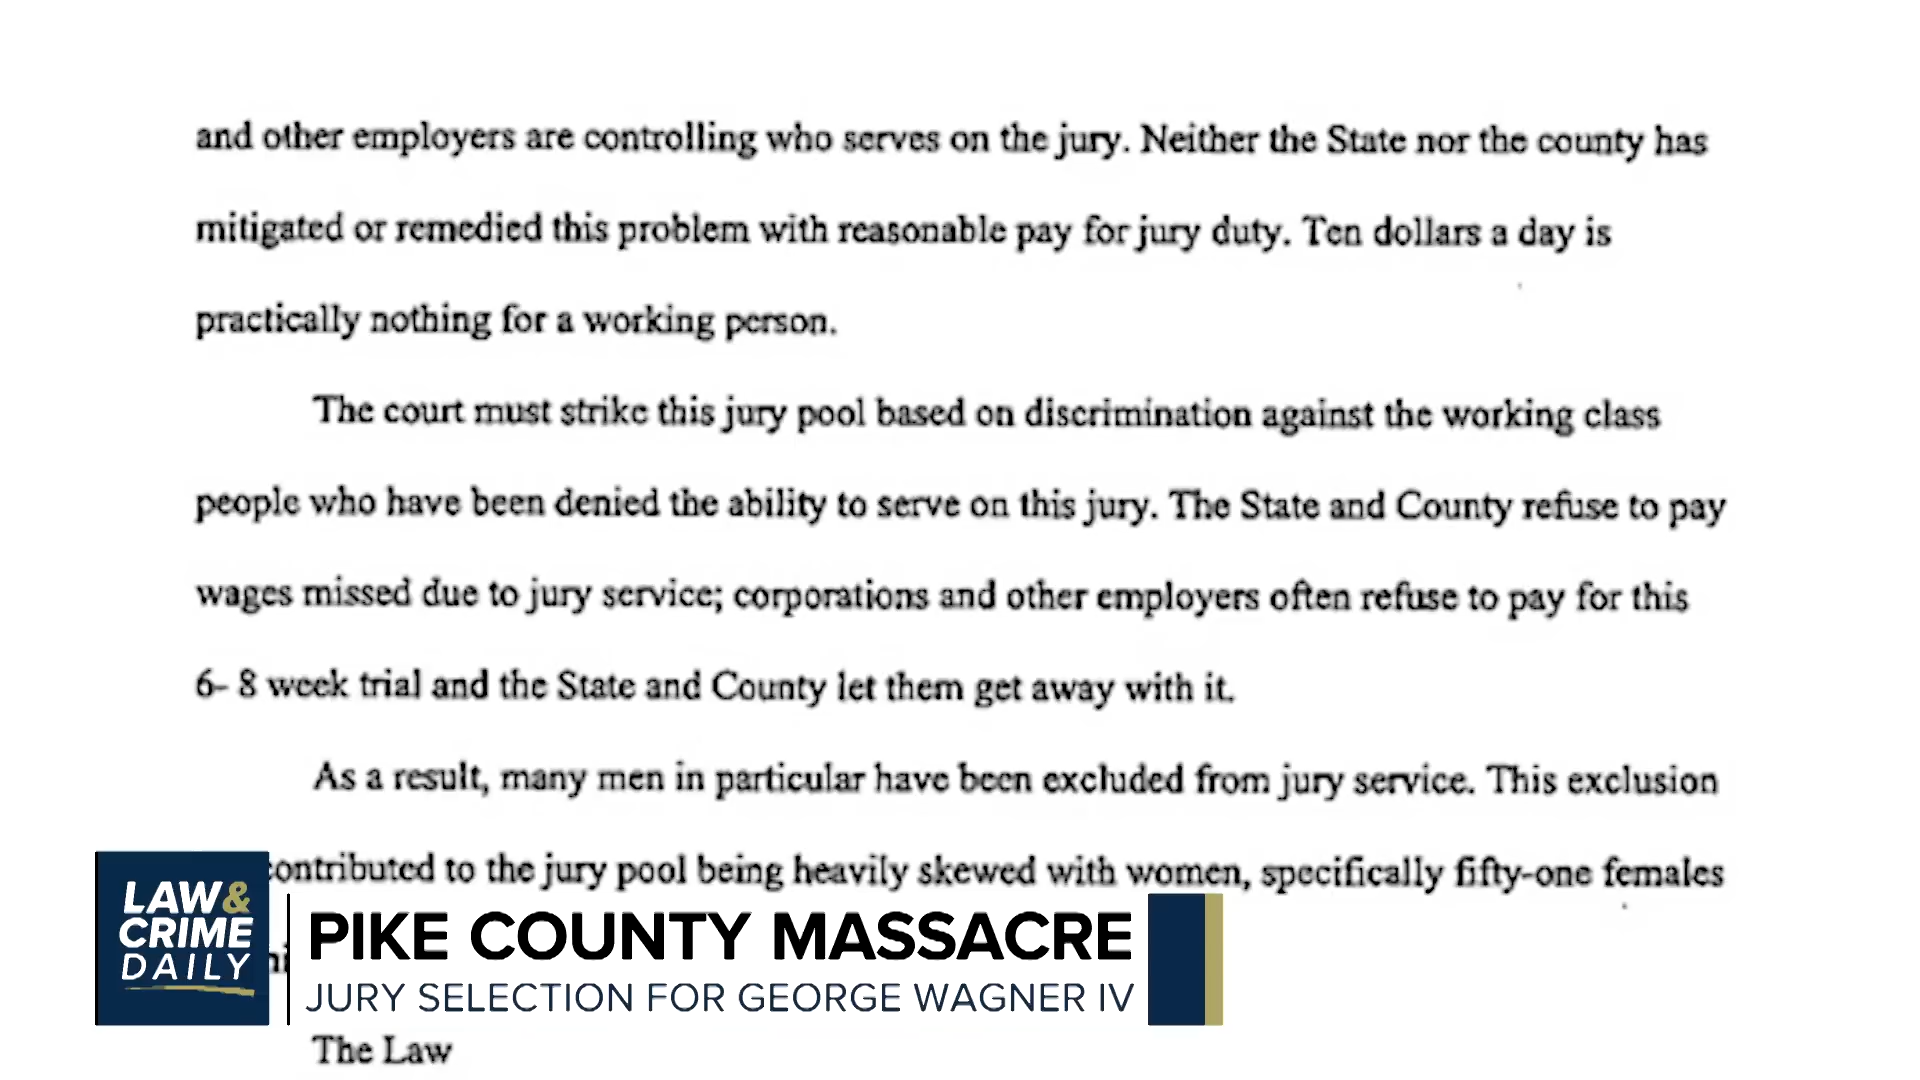 and other employers are controlling who serves on the jury. Neither the State nor the county has
mitigated or remedied this problem with reasonable pay for jury duty. Ten dollars a day is
practically nothing for a working person.
The court must strike this jury pool based on discrimination against the working class
people who have been denied the ability to serve on this jury. The State and County refuse to pay
wages missed due to jury service; corporations and other employers often refuse to pay for this
6- 8 week trial and the State and County let them get away with it.
As a result, many men in particular have been excluded from jury service. This exclusion
contributed to the jury pool being heavily skewed with women, specifically fifty-one females
LAW&
CRIME
DAILY
PIKE COUNTY MASSACRE
JURY SELECTION FOR GEORGE WAGNER IV
The Law